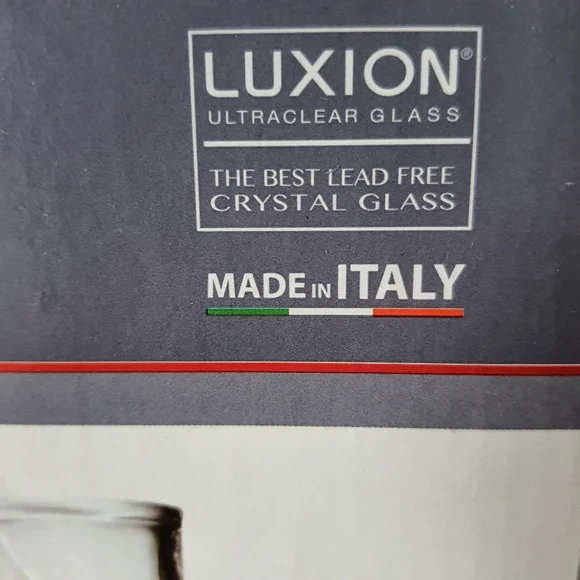 LUXION®
ULTRACLEAR GLASS
THE BEST LEAD FREE
CRYSTAL GLASS
MADE IN ITALY